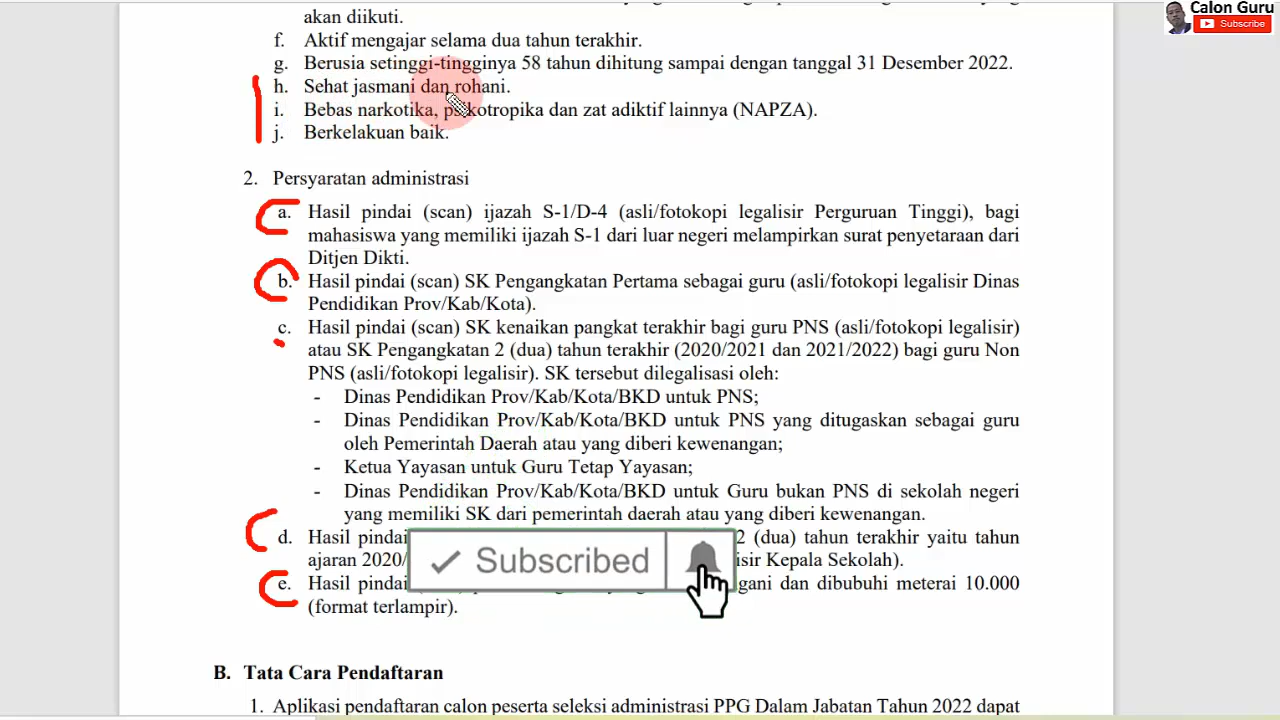 Calon Guru
Subscribe
akan diikuti.
f. Aktif mengajar selama dua tahun terakhir.
g. Berusia setinggi-tingginya 58 tahun dihitung sampai dengan tanggal 31 Desember 2022.
h. Sehat jasmani dan rohani.
i. Bebas narkotika, psikotropika dan zat adiktif lainnya (NAPZA).
j. Berkelakuan baik.
2. Persyaratan administrasi
a. Hasil pindai (scan) ijazah S-1/D-4 (asli/fotokopi legalisir Perguruan Tinggi), bagi
mahasiswa yang memiliki ijazah S-1 dari luar negeri melampirkan surat penyetaraan dari
Ditjen Dikti.
b. Hasil pindai (scan) SK Pengangkatan Pertama sebagai guru (asli/fotokopi legalisir Dinas
Pendidikan Prov/Kab/Kota).
c. Hasil pindai (scan) SK kenaikan pangkat terakhir bagi guru PNS (asli/fotokopi legalisir)
atau SK Pengangkatan 2 (dua) tahun terakhir (2020/2021 dan 2021/2022) bagi guru Non
PNS (asli/fotokopi legalisir). SK tersebut dilegalisasi oleh:
- Dinas Pendidikan Prov/Kab/Kota/BKD untuk PNS;
- Dinas Pendidikan Prov/Kab/Kota/BKD untuk PNS yang ditugaskan sebagai guru
oleh Pemerintah Daerah atau yang diberi kewenangan;
- Ketua Yayasan untuk Guru Tetap Yayasan;
- Dinas Pendidikan Prov/Kab/Kota/BKD untuk Guru bukan PNS di sekolah negeri
yang memiliki SK dari pemerintah daerah atau yang diberi kewenangan.
d. Hasil pindai 2 (dua) tahun terakhir yaitu tahun
ajaran 2020/ Kepala Sekolah).
e. Hasil pindai dan dibubuhi meterai 10.000
(format terlampir).
Subscribed
B. Tata Cara Pendaftaran
1. Aplikasi pendaftaran calon peserta seleksi administrasi PPG Dalam Jabatan Tahun 2022 dapat